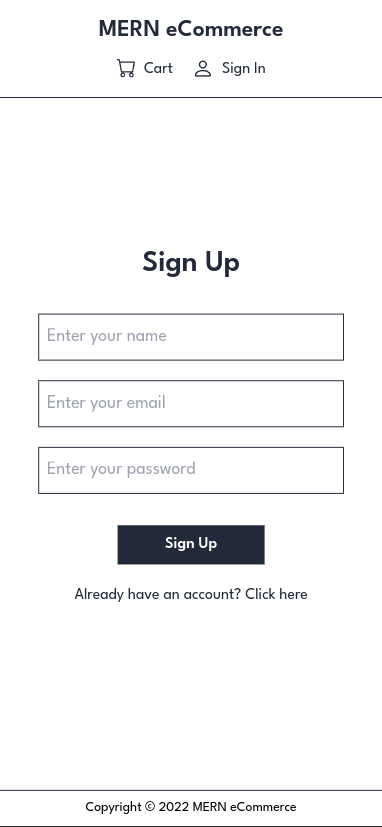 MERN eCommerce
Cart Sign In
Sign Up
Enter your name
Enter your email
Enter your password
Sign Up
Already have an account? Click here
Copyright © 2022 MERN eCommerce